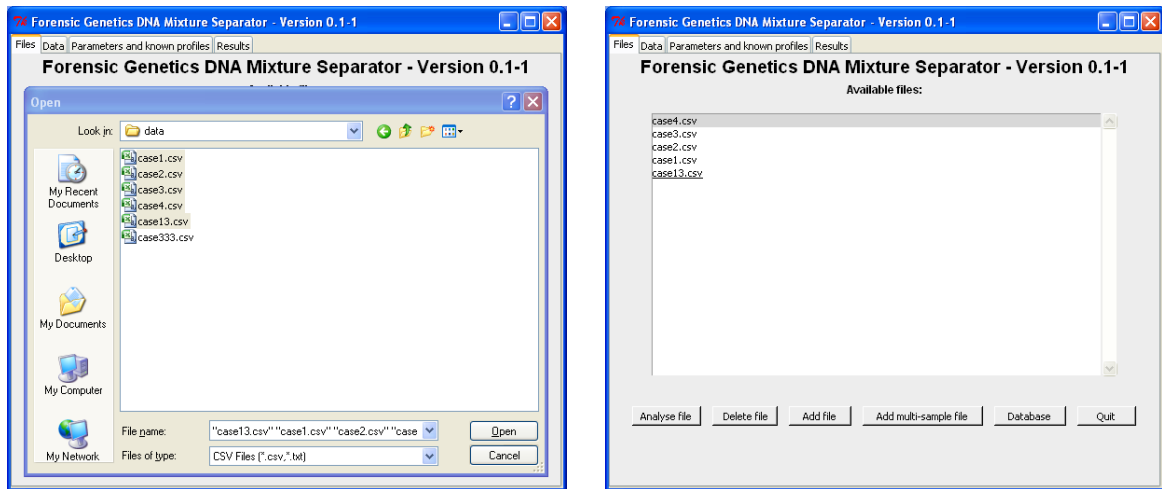 Forensic Genetics DNA Mixture Separator - Version 0.1-1
Files Data Parameters and known profiles Results
Forensic Genetics DNA Mixture Separator - Version 0.1-1
Open
Look in: data
case1.csv
case2.csv
case3.csv
case4.csv
case13.csv
case333.csv
My Recent
Documents
Desktop
My Documents
My Computer
My Network
File name: "case13.csv" "case1.csv" "case2.csv" "case
Open
Files of type: CSV Files (*.csv,*.txt)
Cancel
Forensic Genetics DNA Mixture Separator - Version 0.1-1
Files Data Parameters and known profiles Results
Forensic Genetics DNA Mixture Separator - Version 0.1-1
Available files:
case4.csv
case3.csv
case2.csv
case1.csv
case13.csv
Analyse file Delete file Add file Add multi-sample file Database Quit